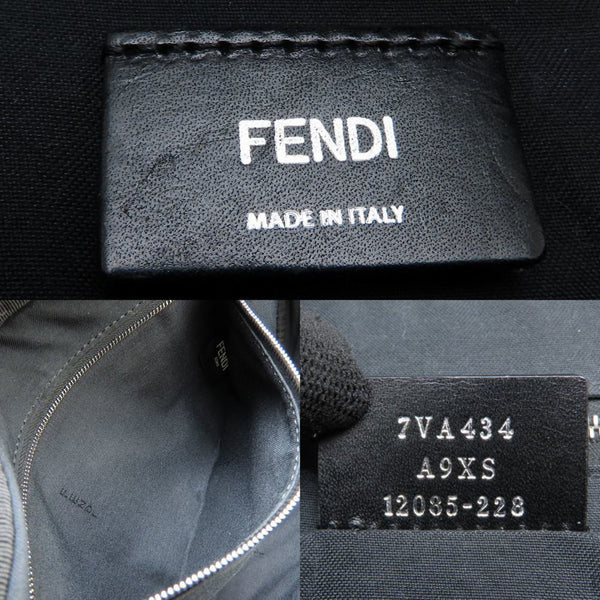 FENDI
MADE IN ITALY
FENDI
7VA434
A9XS
12085-228